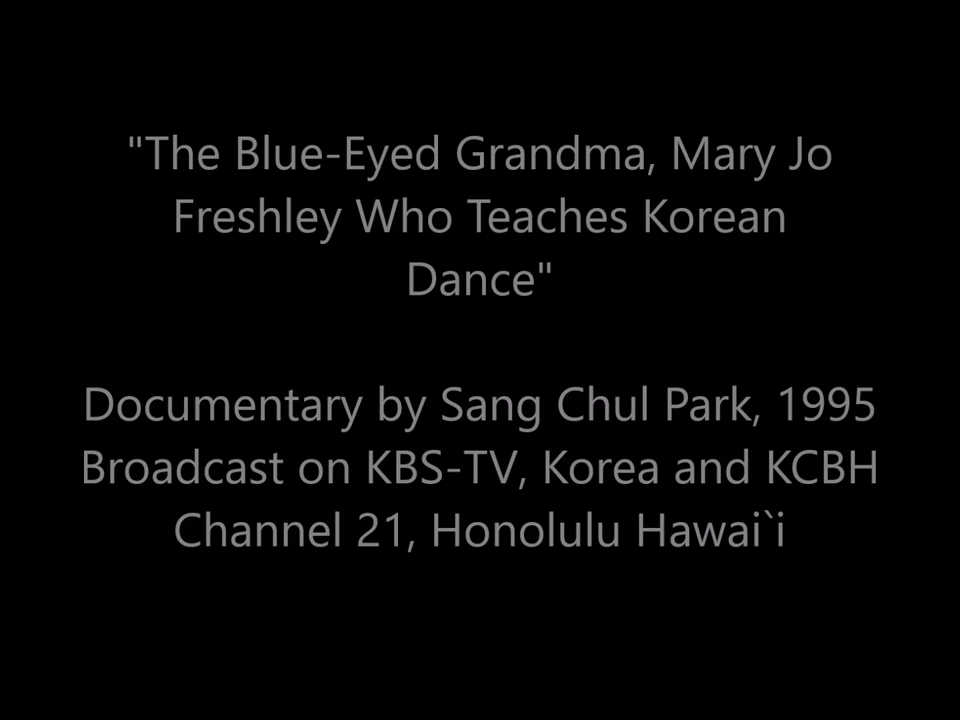 "The Blue-Eyed Grandma, Mary Jo
Freshley Who Teaches Korean
Dance"
Documentary by Sang Chul Park, 1995
Broadcast on KBS-TV, Korea and KCBH
Channel 21, Honolulu Hawai`i